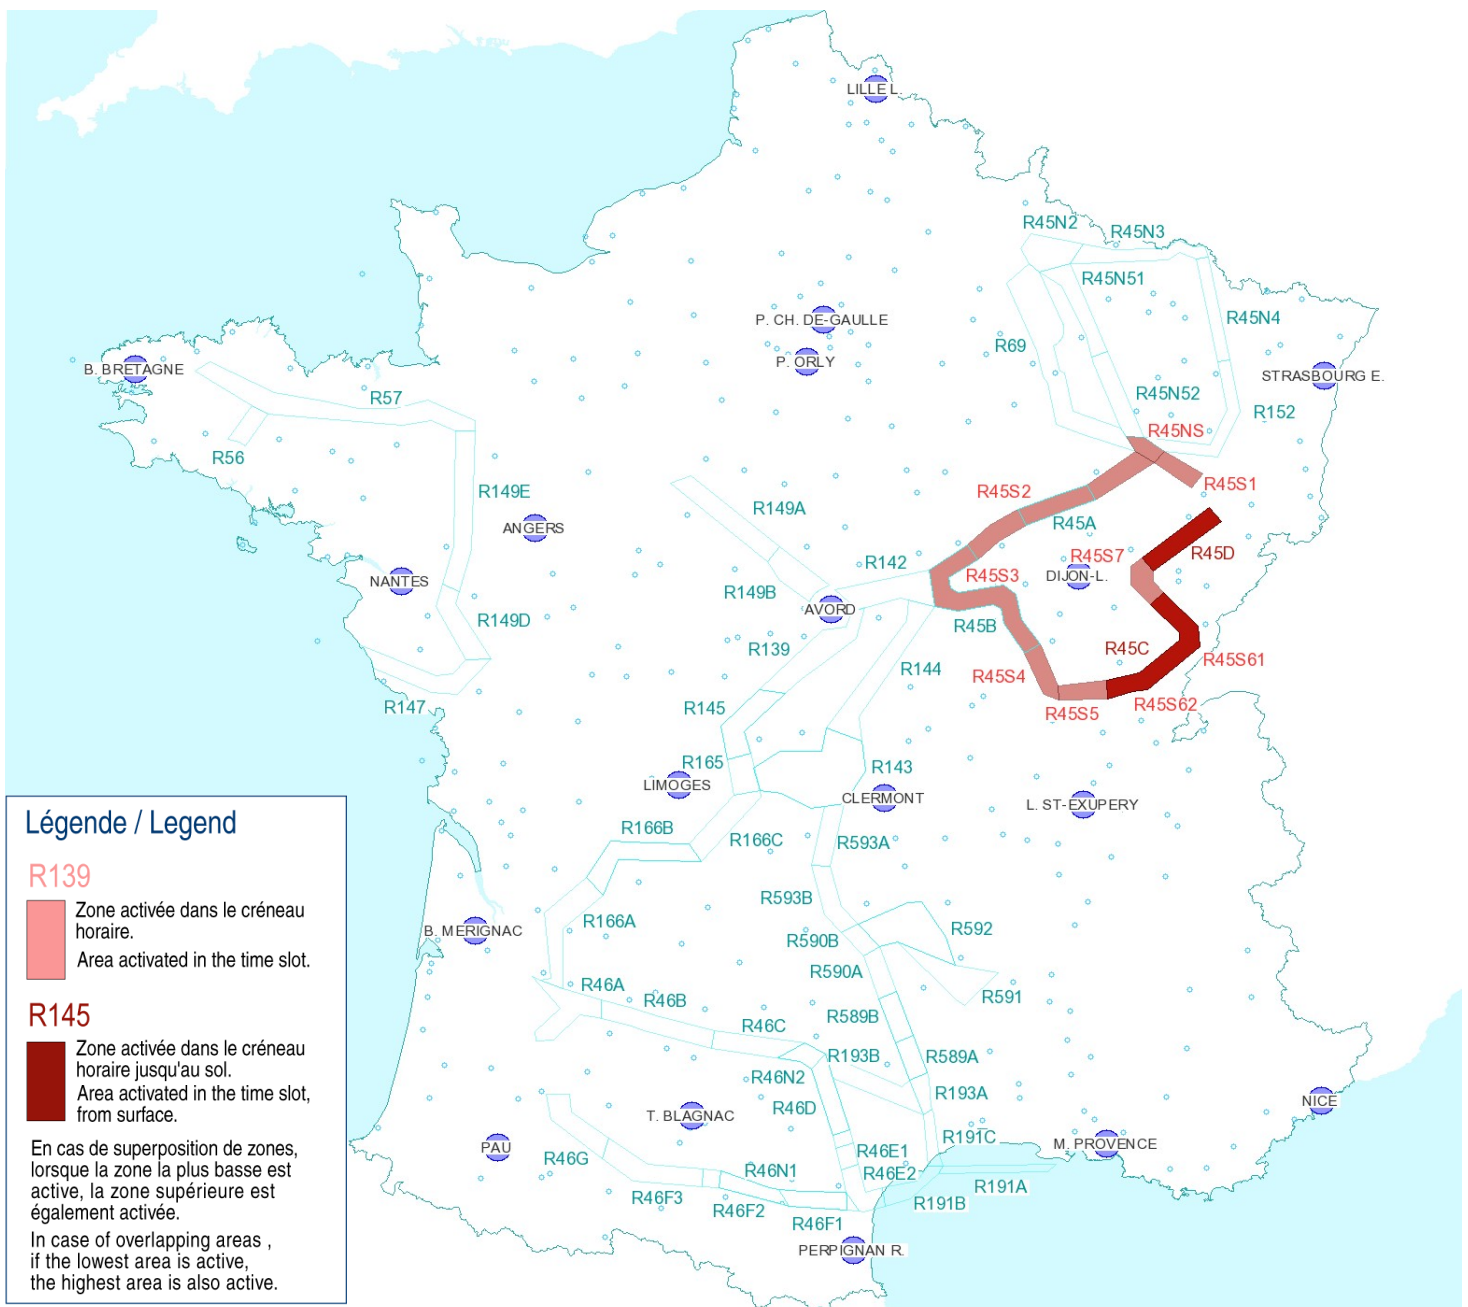 LILLE L.
R45N2
R45N3
R45N51
P. CH. DE-GAULLE
R45N4
R69
P. ORLY
B. BRETAGNE
STRASBOURG E.
R57
R45N52
R152
R45NS
R56
R45S1
R149E
R45S2
R149A
R45A
ANGERS
R45S7
R45D
R142
R45S3
DIJON-L.
NANTES
R149B
AVORD
R149D
R45B
R139
R45C
R45S61
R144
R45S4
R147
R145
R45S5
R45S62
R165
R143
LIMOGES
CLERMONT
L. ST-EXUPERY
R166B
R166C
R593A
R593B
R166A
B. MERIGNAC
R590B
R592
R590A
R46A
R591
R46B
R589B
R46C
R193B
R589A
R46N2
R193A
R46D
T. BLAGNAC
NICE
R191C
M. PROVENCE
PAU
R46G
R46E1
R46N1
R46E2
R191A
R46F3
R191B
R46F2
R46F1
PERPIGNAN R.
Légende / Legend
R139
Zone activée dans le créneau
horaire.
Area activated in the time slot.
R145
Zone activée dans le créneau
horaire jusqu'au sol.
Area activated in the time slot,
from surface.
En cas de superposition de zones,
lorsque la zone la plus basse est
active, la zone supérieure est
également activée.
In case of overlapping areas ,
if the lowest area is active,
the highest area is also active.